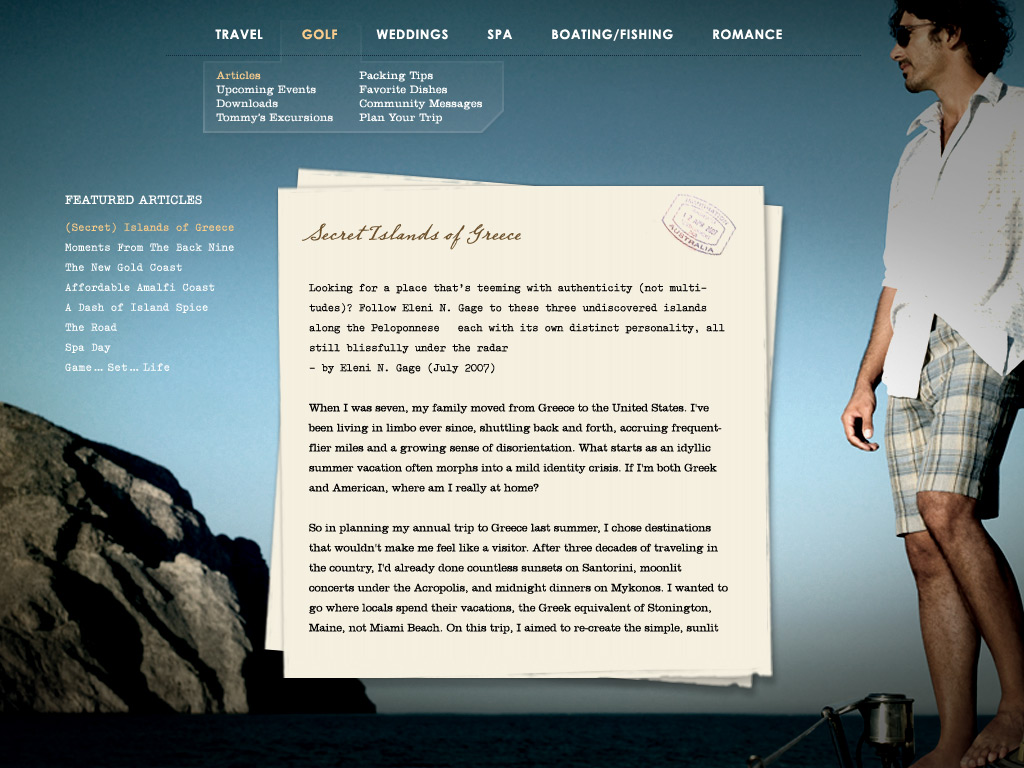 TRAVEL GOLF WEDDINGS SPA BOATING/FISHING ROMANCE
Articles
Upcoming Events
Downloads
Tommy's Excursions
Packing Tips
Favorite Dishes
Community Messages
Plan Your Trip
FEATURED ARTICLES
(Secret) Islands of Greece
Moments From The Back Nine
The New Gold Coast
Affordable Amalfi Coast
A Dash of Island Spice
The Road
Spa Day
Game... Set... Life
Secret Islands of Greece
IMMIGRATION
12 APR 2007
AUSTRALIA
Looking for a place that's teeming with authenticity (not multi-
tudes)? Follow Eleni N. Gage to these three undiscovered islands
along the Peloponnese each with its own distinct personality, all
still blissfully under the radar
- by Eleni N. Gage (July 2007)
When I was seven, my family moved from Greece to the United States. I've
been living in limbo ever since, shuttling back and forth, accruing frequent-
flier miles and a growing sense of disorientation. What starts as an idyllic
summer vacation often morphs into a mild identity crisis. If I'm both Greek
and American, where am I really at home?
So in planning my annual trip to Greece last summer, I chose destinations
that wouldn't make me feel like a visitor. After three decades of traveling in
the country, I'd already done countless sunsets on Santorini, moonlit
concerts under the Acropolis, and midnight dinners on Mykonos. I wanted to
go where locals spend their vacations, the Greek equivalent of Stonington,
Maine, not Miami Beach. On this trip, I aimed to re-create the simple, sunlit